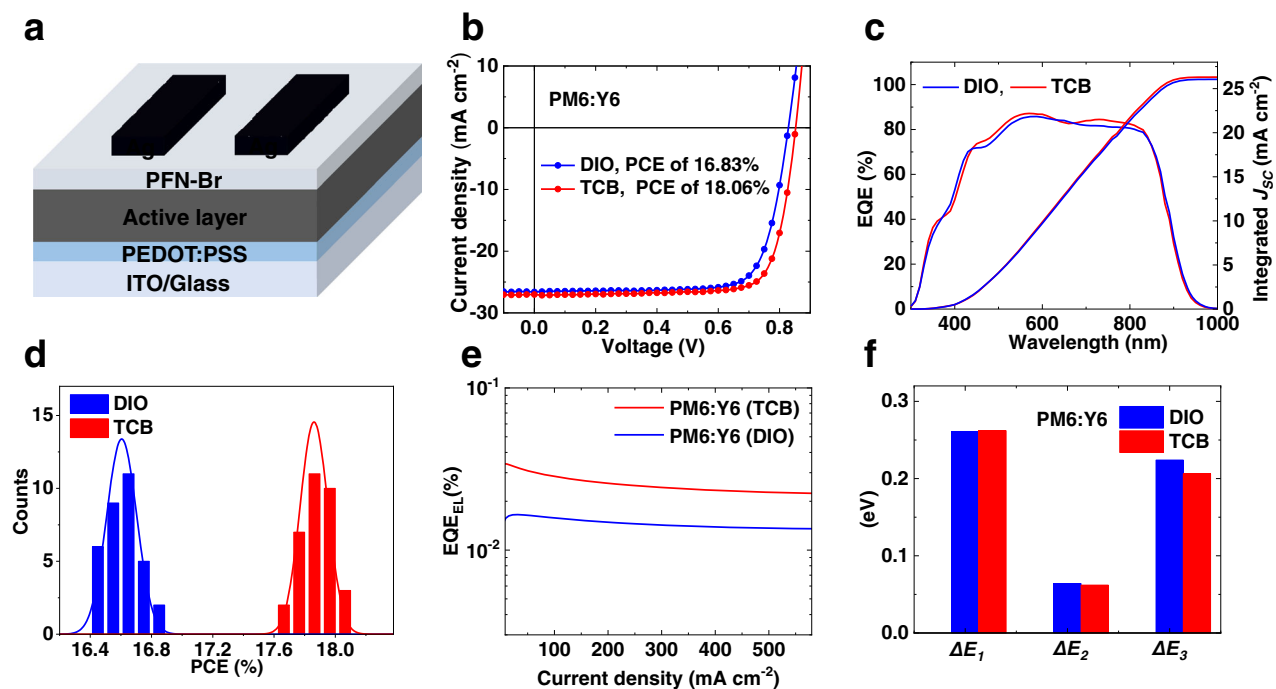 a
PFN-Br
Active layer
PEDOT:PSS
ITO/Glass
b
PM6:Y6
DIO, PCE of 16.83%
TCB, PCE of 18.06%
10
0
-10
-20
-30
0.0 0.2 0.4 0.6 0.8
Current density (mA cm-2)
Voltage (V)
c
DIO, TCB
100
80
60
40
20
0
400 600 800 1000
25
20
15
10
5
0
EQE (%)
Integrated JSC (mA cm-2)
Wavelength (nm)
d
DIO
TCB
15
10
5
0
16.4 16.8 17.2 17.6 18.0
Counts
PCE (%)
e
PM6:Y6 (TCB)
PM6:Y6 (DIO)
10-1
10-2
100 200 300 400 500
EQEEL(%)
Current density (mA cm-2)
f
PM6:Y6
DIO
TCB
0.3
0.2
0.1
0.0
(eV)
ΔE1 ΔE2 ΔE3